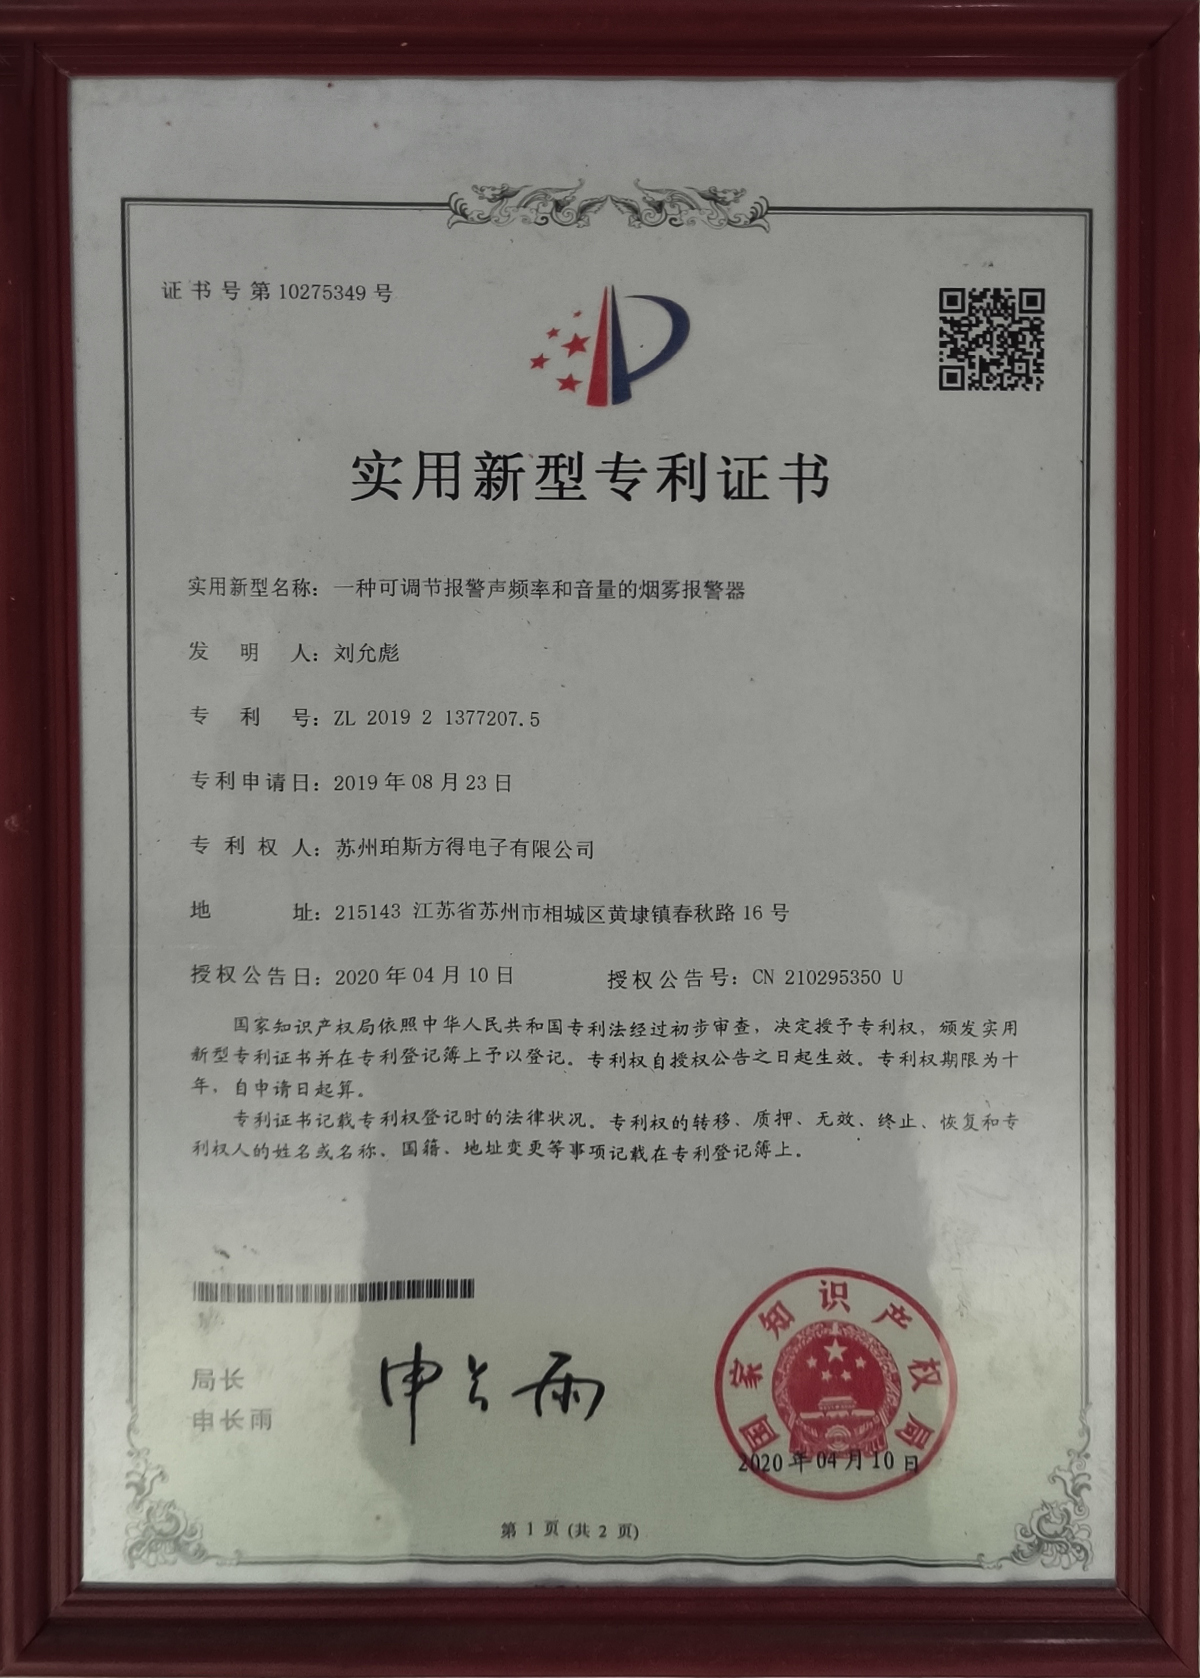 证书号第10275349号
实用新型专利证书
实用新型名称：一种可调节报警声频率和音量的烟雾报警器
发明人：刘允彪
专利号：ZL 2019 2 1377207.5
专利申请日：2019年08月23日
专利权人：苏州珀斯方得电子有限公司
地址：215143 江苏省苏州市相城区黄埭镇春秋路16号
授权公告日：2020年04月10日 授权公告号：CN 210295350 U
国家知识产权局依照中华人民共和国专利法经过初步审查，决定授予专利权，颁发实用
新型专利证书并在专利登记簿上予以登记。专利权自授权公告之日起生效。专利权期限为十
年，自申请日起算。
专利证书记载专利权登记时的法律状况。专利权的转移、质押、无效、终止、恢复和专
利权人的姓名或名称、国籍、地址变更等事项记载在专利登记簿上。
局长
申长雨
申长雨
国家知识产权局
2020年04月10日
第1页(共2页)